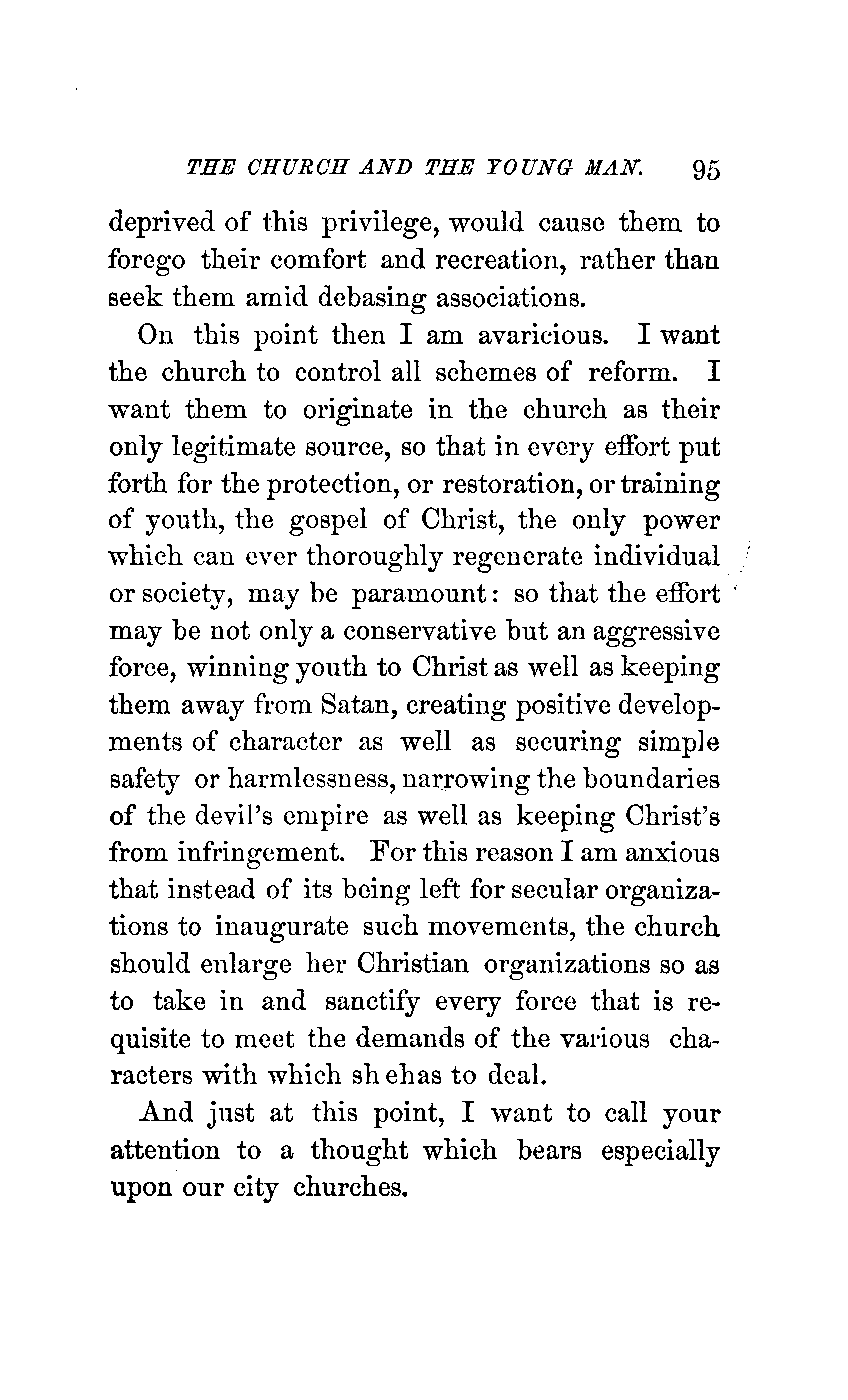 THE CHURCH AND THE YOUNG MAN. 95
deprived of this privilege, would cause them to
forego their comfort and recreation, rather than
seek them amid debasing associations.
On this point then I am avaricious. I want
the church to control all schemes of reform. I
want them to originate in the church as their
only legitimate source, so that in every effort put
forth for the protection, or restoration, or training
of youth, the gospel of Christ, the only power
which can ever thoroughly regenerate individual
or society, may be paramount: so that the effort
may be not only a conservative but an aggressive
force, winning youth to Christ as well as keeping
them away from Satan, creating positive develop-
ments of character as well as securing simple
safety or harmlessness, narrowing the boundaries
of the devil's empire as well as keeping Christ's
from infringement. For this reason I am anxious
that instead of its being left for secular organiza-
tions to inaugurate such movements, the church
should enlarge her Christian organizations so as
to take in and sanctify every force that is re-
quisite to meet the demands of the various cha-
racters with which sh ehas to deal.
And just at this point, I want to call your
attention to a thought which bears especially
upon our city churches.